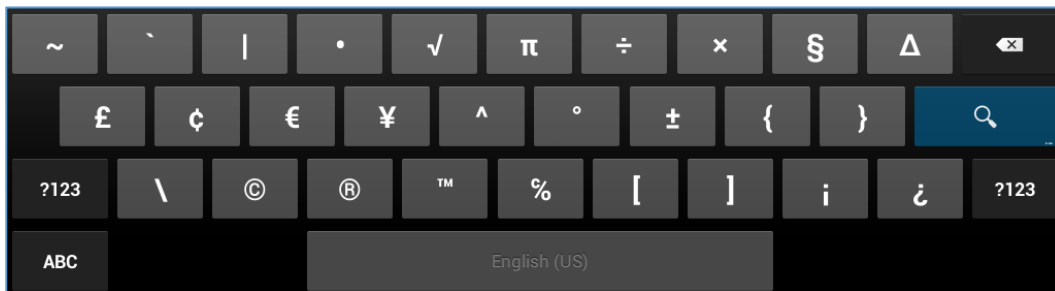 ~ ` | • √ π ÷ × § Δ
£ ¢ € ¥ ^ ° ± { }
?123 \ © ® ™ ℅ [ ] ¡ ¿ ?123
ABC English (US)